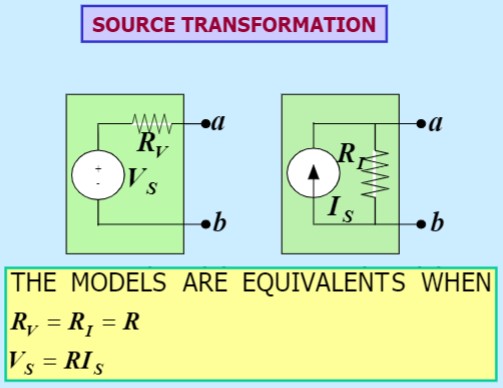 SOURCE TRANSFORMATION
a
R_V
+
-
V_S
b
a
R_I
I_S
b
THE MODELS ARE EQUIVALENTS WHEN
R_V = R_I = R
V_S = RI_S